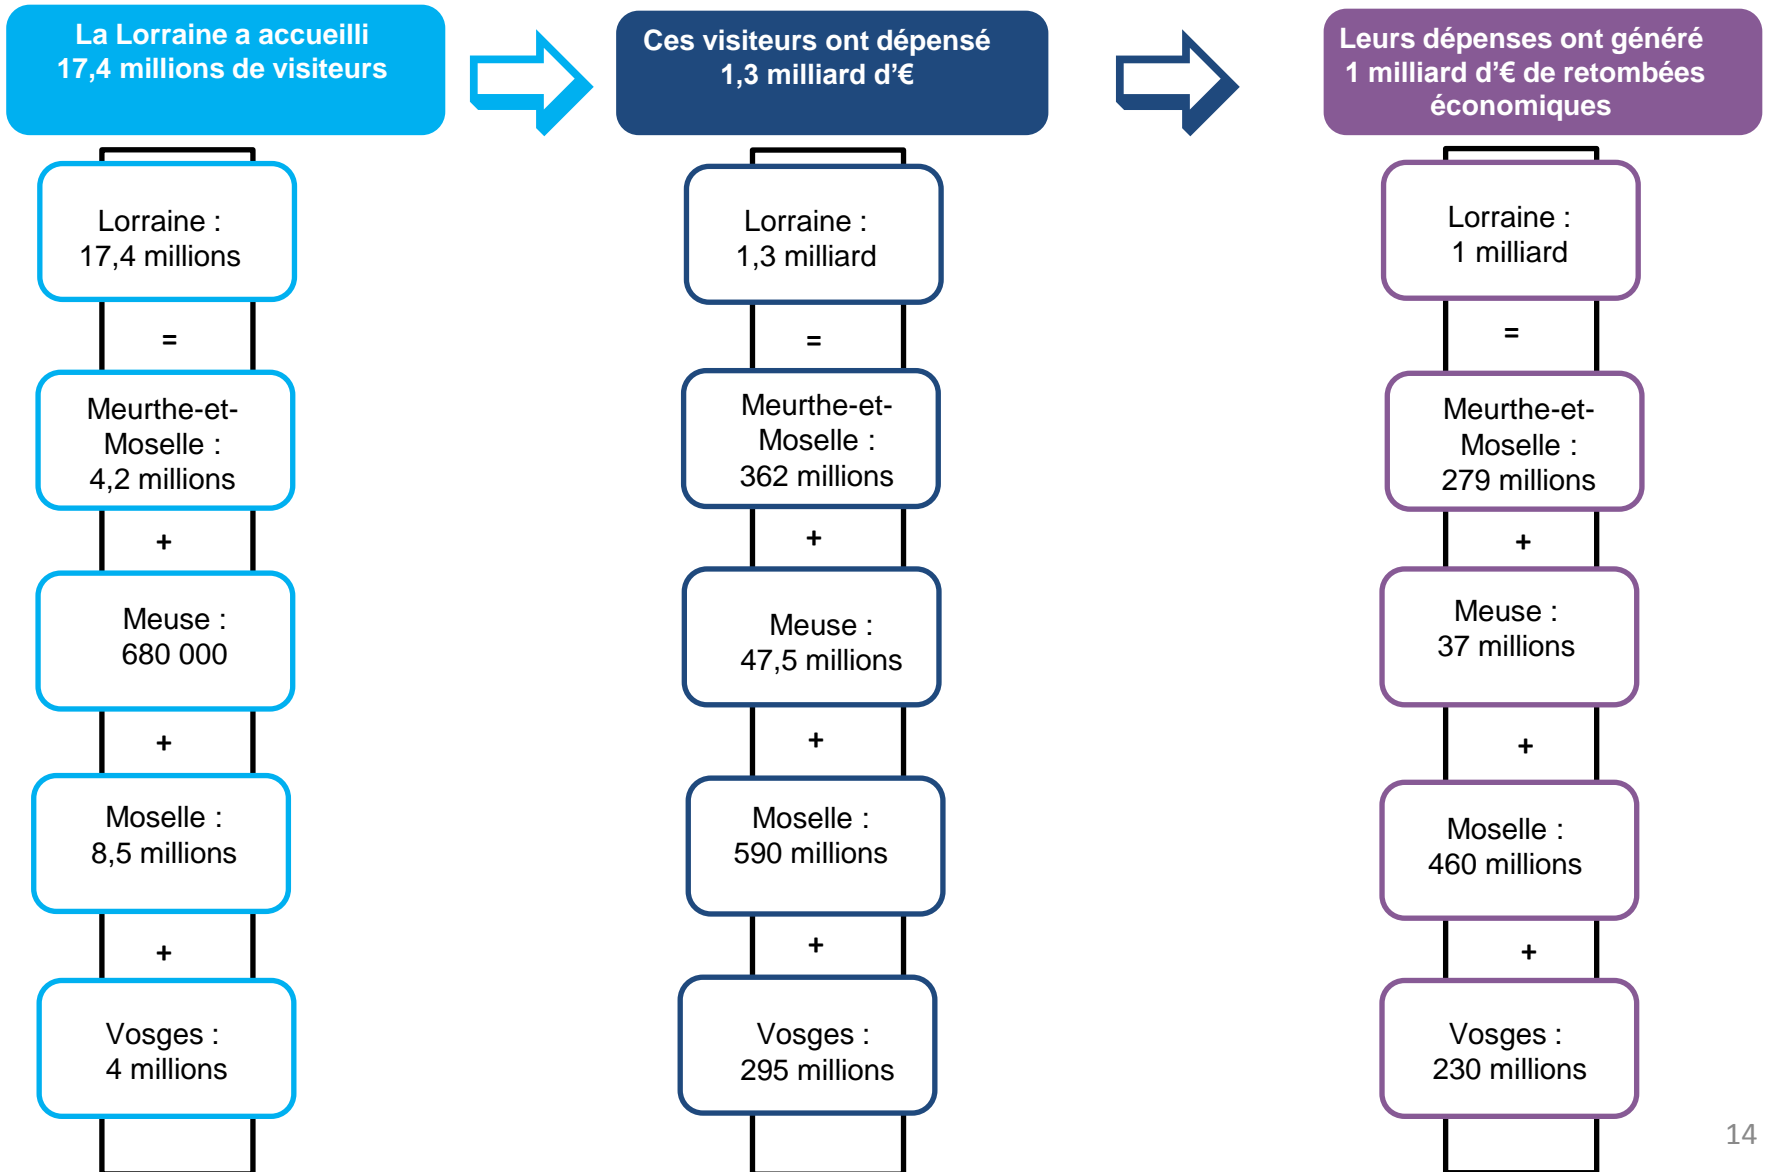 La Lorraine a accueilli
17,4 millions de visiteurs
Ces visiteurs ont dépensé
1,3 milliard d’€
Leurs dépenses ont généré
1 milliard d’€ de retombées
économiques
Lorraine :
17,4 millions
=
Meurthe-et-
Moselle :
4,2 millions
+
Meuse :
680 000
+
Moselle :
8,5 millions
+
Vosges :
4 millions
Lorraine :
1,3 milliard
=
Meurthe-et-
Moselle :
362 millions
+
Meuse :
47,5 millions
+
Moselle :
590 millions
+
Vosges :
295 millions
Lorraine :
1 milliard
=
Meurthe-et-
Moselle :
279 millions
+
Meuse :
37 millions
+
Moselle :
460 millions
+
Vosges :
230 millions
14